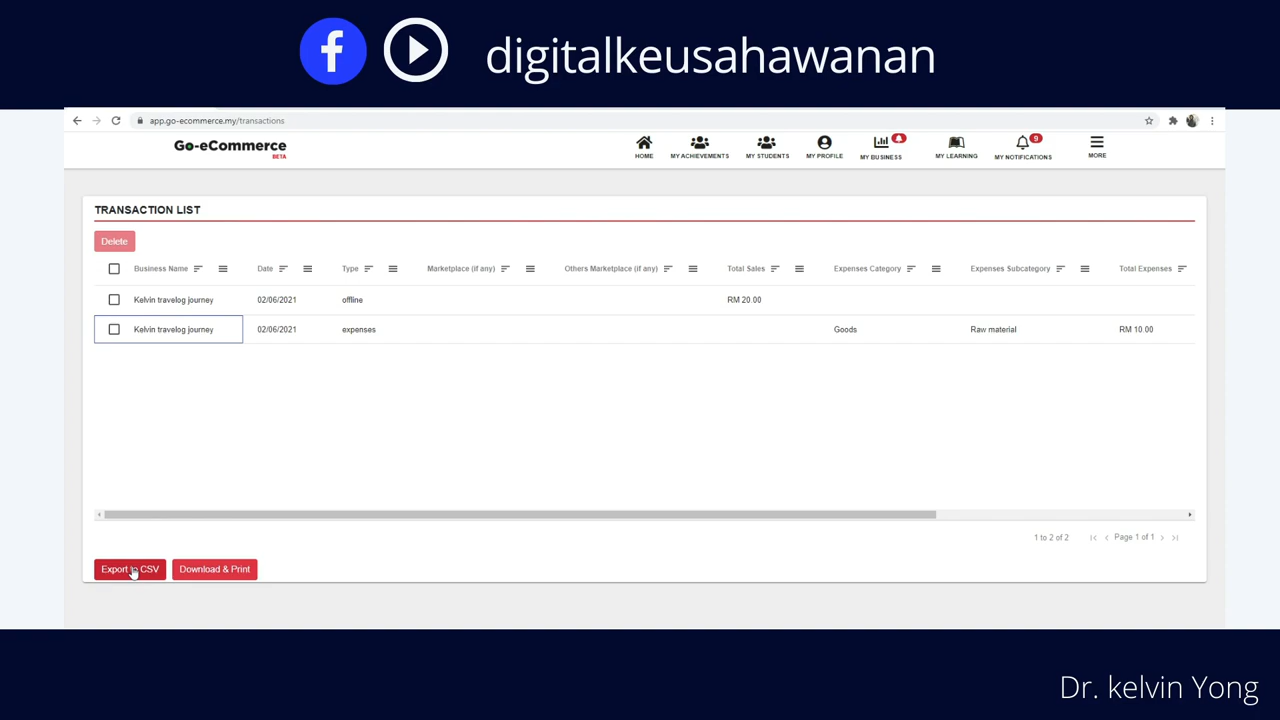 digitalkeusahawanan
app.go-ecommerce.my/transactions
Go-eCommerce
BETA
HOME
MY ACHIEVEMENTS
MY STUDENTS
MY PROFILE
MY BUSINESS
MY LEARNING
9
MY NOTIFICATIONS
MORE
TRANSACTION LIST
Delete
Business Name Date Type Marketplace (if any) Others Marketplace (if any) Total Sales Expenses Category Expenses Subcategory Total Expenses
Kelvin travelog journey 02/06/2021 offline RM 20.00
Kelvin travelog journey 02/06/2021 expenses Goods Raw material RM 10.00
1 to 2 of 2 Page 1 of 1
Export to CSV Download & Print
Dr. kelvin Yong